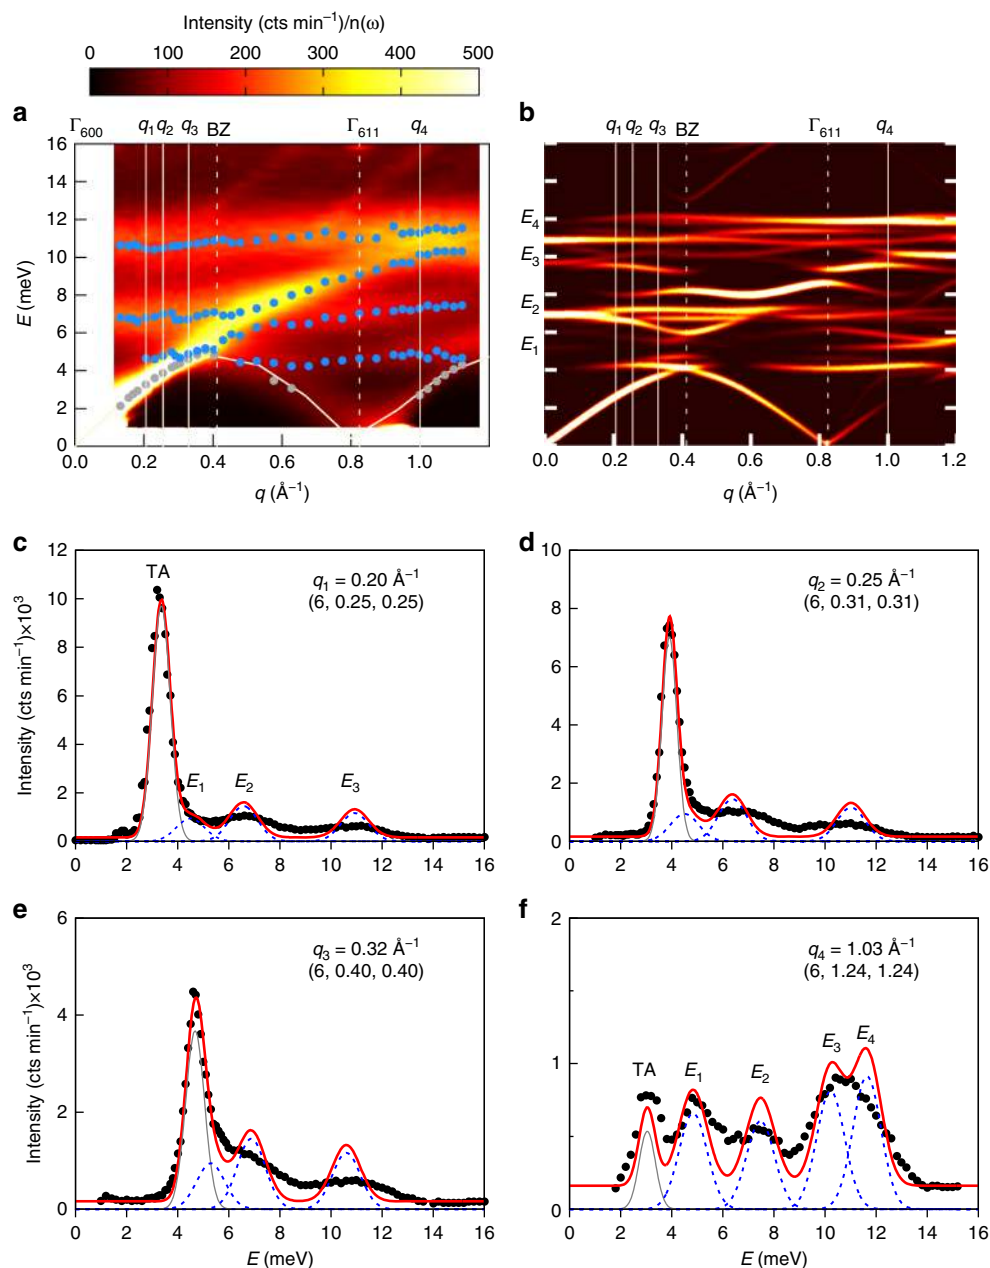 Intensity (cts min⁻¹)/n(ω)
0 100 200 300 400 500
a
Γ₆₀₀ q₁ q₂ q₃ BZ Γ₆₁₁ q₄
16
14
12
10
8
6
4
2
0
E (meV)
0.0 0.2 0.4 0.6 0.8 1.0
q (Å⁻¹)
b
q₁ q₂ q₃ BZ Γ₆₁₁ q₄
E₄
E₃
E₂
E₁
0.0 0.2 0.4 0.6 0.8 1.0 1.2
q (Å⁻¹)
c
12
10
8
6
4
2
0
Intensity (cts min⁻¹)×10³
TA
q₁ = 0.20 Å⁻¹
(6, 0.25, 0.25)
E₁ E₂ E₃
0 2 4 6 8 10 12 14 16
d
10
8
6
4
2
0
q₂ = 0.25 Å⁻¹
(6, 0.31, 0.31)
0 2 4 6 8 10 12 14 16
e
6
4
2
0
Intensity (cts min⁻¹)×10³
q₃ = 0.32 Å⁻¹
(6, 0.40, 0.40)
0 2 4 6 8 10 12 14 16
E (meV)
f
2
1
0
q₄ = 1.03 Å⁻¹
(6, 1.24, 1.24)
TA E₁ E₂ E₃ E₄
0 2 4 6 8 10 12 14 16
E (meV)